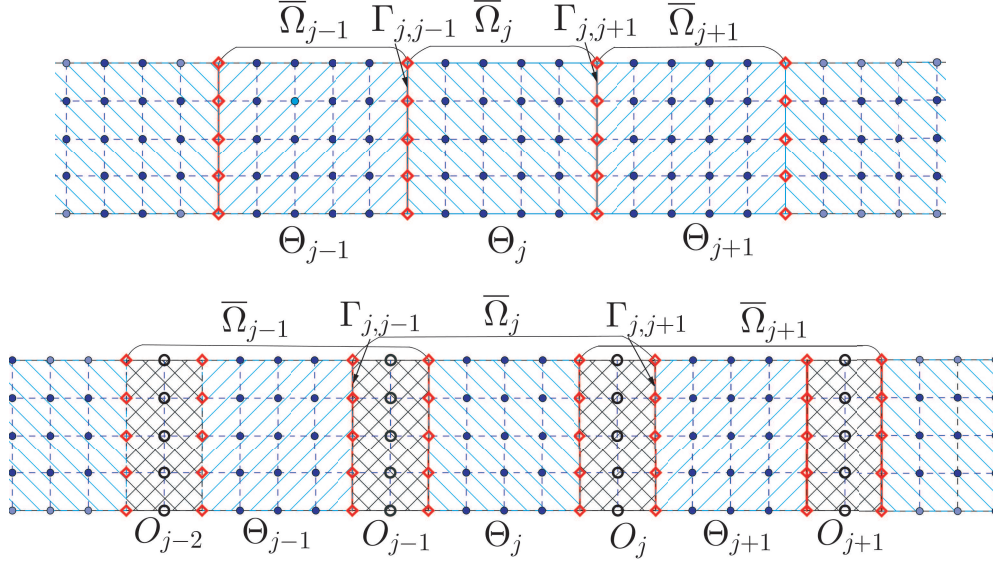 Ω̅_{j-1} Γ_{j,j-1} Ω̅_j Γ_{j,j+1} Ω̅_{j+1}
Θ_{j-1} Θ_j Θ_{j+1}
Ω̅_{j-1} Γ_{j,j-1} Ω̅_j Γ_{j,j+1} Ω̅_{j+1}
O_{j-2} Θ_{j-1} O_{j-1} Θ_j O_j Θ_{j+1} O_{j+1}